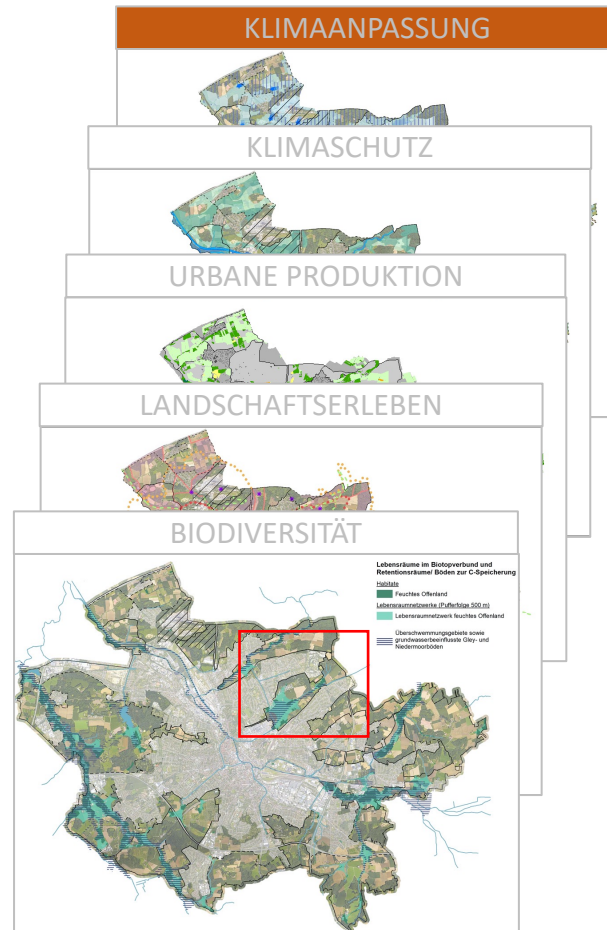 KLIMAANPASSUNG
KLIMASCHUTZ
URBANE PRODUKTION
LANDSCHAFTSERLEBEN
BIODIVERSITÄT
Lebensräume im Biotopverbund und
Retentionsräume/ Böden zur C-Speicherung
Habitate
Feuchtes Offenland
Lebensraumnetzwerke (Pufferfolge 500 m)
Lebensraumnetzwerk feuchtes Offenland
Überschwemmungsgebiete sowie
grundwasserbeeinflusste Gley- und
Niedermoorböden